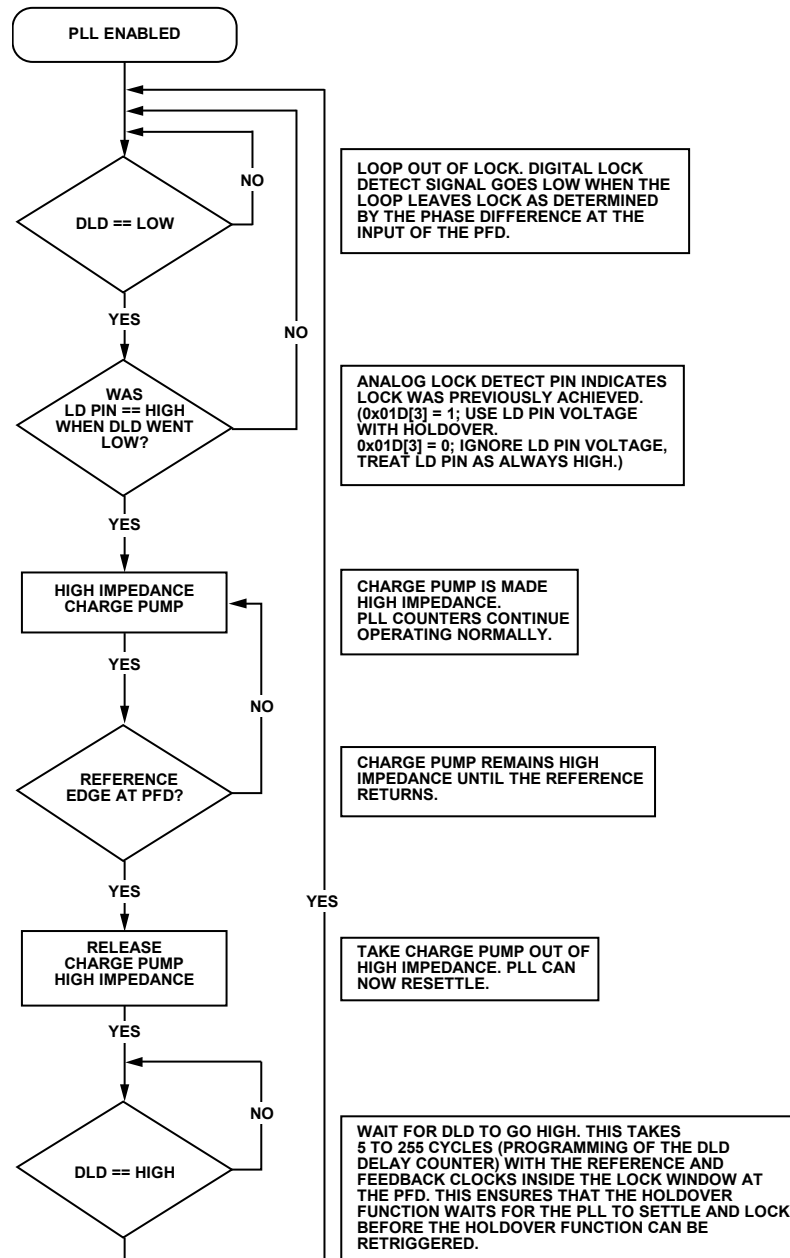 PLL ENABLED
NO
DLD == LOW
LOOP OUT OF LOCK. DIGITAL LOCK
DETECT SIGNAL GOES LOW WHEN THE
LOOP LEAVES LOCK AS DETERMINED
BY THE PHASE DIFFERENCE AT THE
INPUT OF THE PFD.
YES
NO
WAS
LD PIN == HIGH
WHEN DLD WENT
LOW?
ANALOG LOCK DETECT PIN INDICATES
LOCK WAS PREVIOUSLY ACHIEVED.
(0x01D[3] = 1; USE LD PIN VOLTAGE
WITH HOLDOVER.
0x01D[3] = 0; IGNORE LD PIN VOLTAGE,
TREAT LD PIN AS ALWAYS HIGH.)
YES
HIGH IMPEDANCE
CHARGE PUMP
CHARGE PUMP IS MADE
HIGH IMPEDANCE.
PLL COUNTERS CONTINUE
OPERATING NORMALLY.
YES
NO
REFERENCE
EDGE AT PFD?
CHARGE PUMP REMAINS HIGH
IMPEDANCE UNTIL THE REFERENCE
RETURNS.
YES
YES
RELEASE
CHARGE PUMP
HIGH IMPEDANCE
TAKE CHARGE PUMP OUT OF
HIGH IMPEDANCE. PLL CAN
NOW RESETTLE.
YES
NO
DLD == HIGH
WAIT FOR DLD TO GO HIGH. THIS TAKES
5 TO 255 CYCLES (PROGRAMMING OF THE DLD
DELAY COUNTER) WITH THE REFERENCE AND
FEEDBACK CLOCKS INSIDE THE LOCK WINDOW AT
THE PFD. THIS ENSURES THAT THE HOLDOVER
FUNCTION WAITS FOR THE PLL TO SETTLE AND LOCK
BEFORE THE HOLDOVER FUNCTION CAN BE
RETRIGGERED.